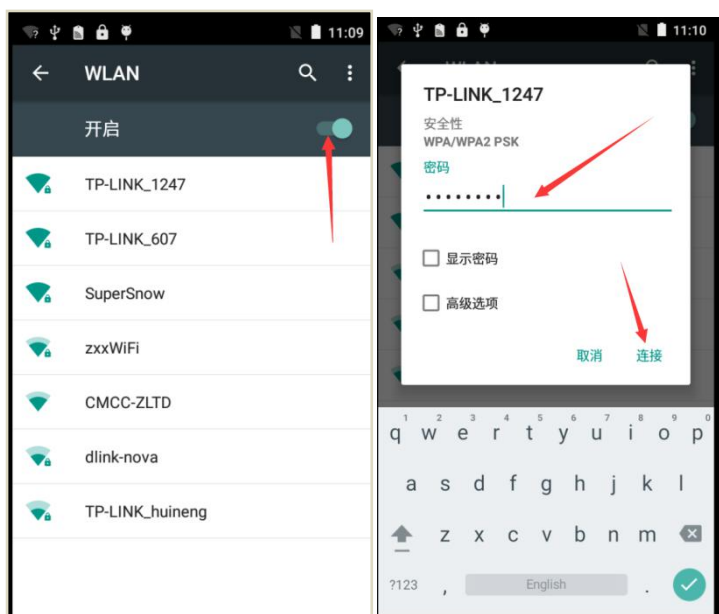 11:09
WLAN
开启
TP-LINK_1247
TP-LINK_607
SuperSnow
zxxWiFi
CMCC-ZLTD
dlink-nova
TP-LINK_huineng
11:10
TP-LINK_1247
安全性
WPA/WPA2 PSK
密码
••••••••
显示密码
高级选项
取消 连接
1 2 3 4 5 6 7 8 9 0
q w e r t y u i o p
a s d f g h j k l
z x c v b n m
?123 , English .